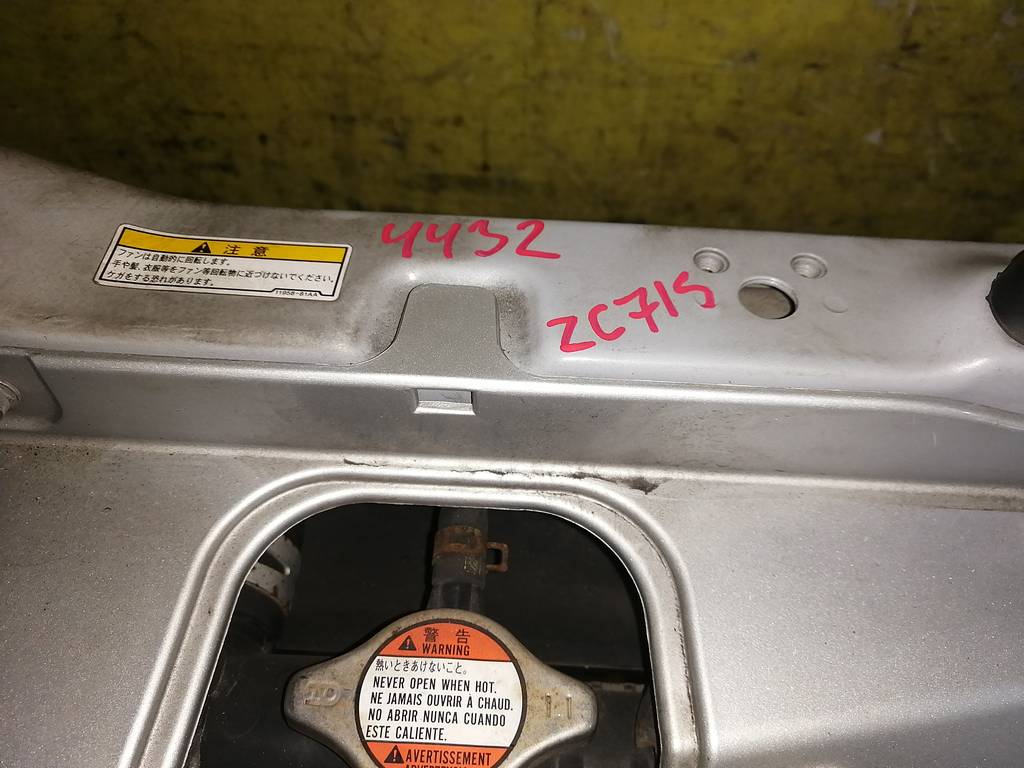 注意
ファンは自動的に回転します。
手や髪、衣服等をファン等回転物に近づけないでください。
ケガをする恐れがあります。
11958-81AA
4432
ZC71S
警告
WARNING
熱いときあけないこと。
NEVER OPEN WHEN HOT.
NE JAMAIS OUVRIR À CHAUD.
NO ABRIR NUNCA CUANDO
ESTE CALIENTE.
AVERTISSEMENT